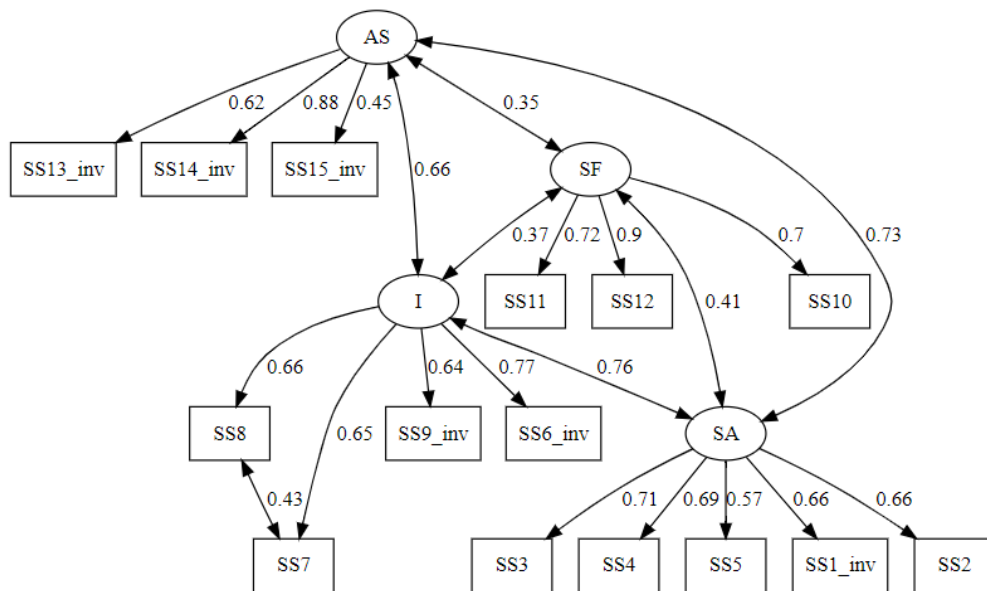 AS
0.62
0.88
0.45
0.35
SS13_inv
SS14_inv
SS15_inv
0.66
SF
0.73
0.37
0.72
0.9
0.7
I
SS11
SS12
SS10
0.41
0.66
0.65
0.64
0.77
0.76
SS8
SS9_inv
SS6_inv
SA
0.43
0.71
0.69
0.57
0.66
0.66
SS7
SS3
SS4
SS5
SS1_inv
SS2